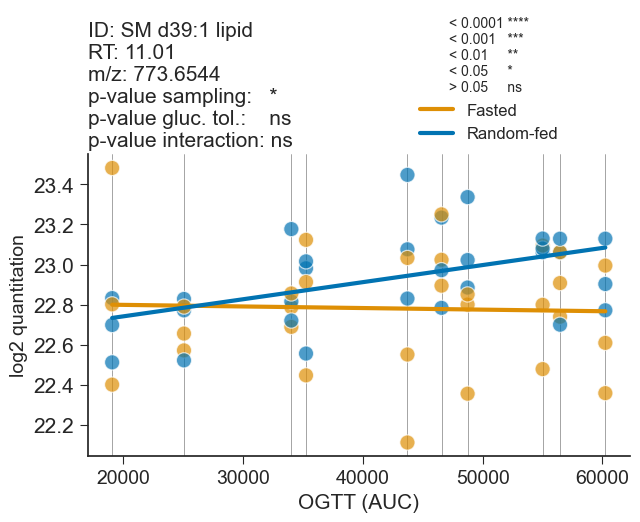 ID: SM d39:1 lipid
RT: 11.01
m/z: 773.6544
p-value sampling: *
p-value gluc. tol.: ns
p-value interaction: ns
< 0.0001 ****
< 0.001 ***
< 0.01 **
< 0.05 *
> 0.05 ns
Fasted
Random-fed
log2 quantitation
23.4
23.2
23.0
22.8
22.6
22.4
22.2
20000 30000 40000 50000 60000
OGTT (AUC)